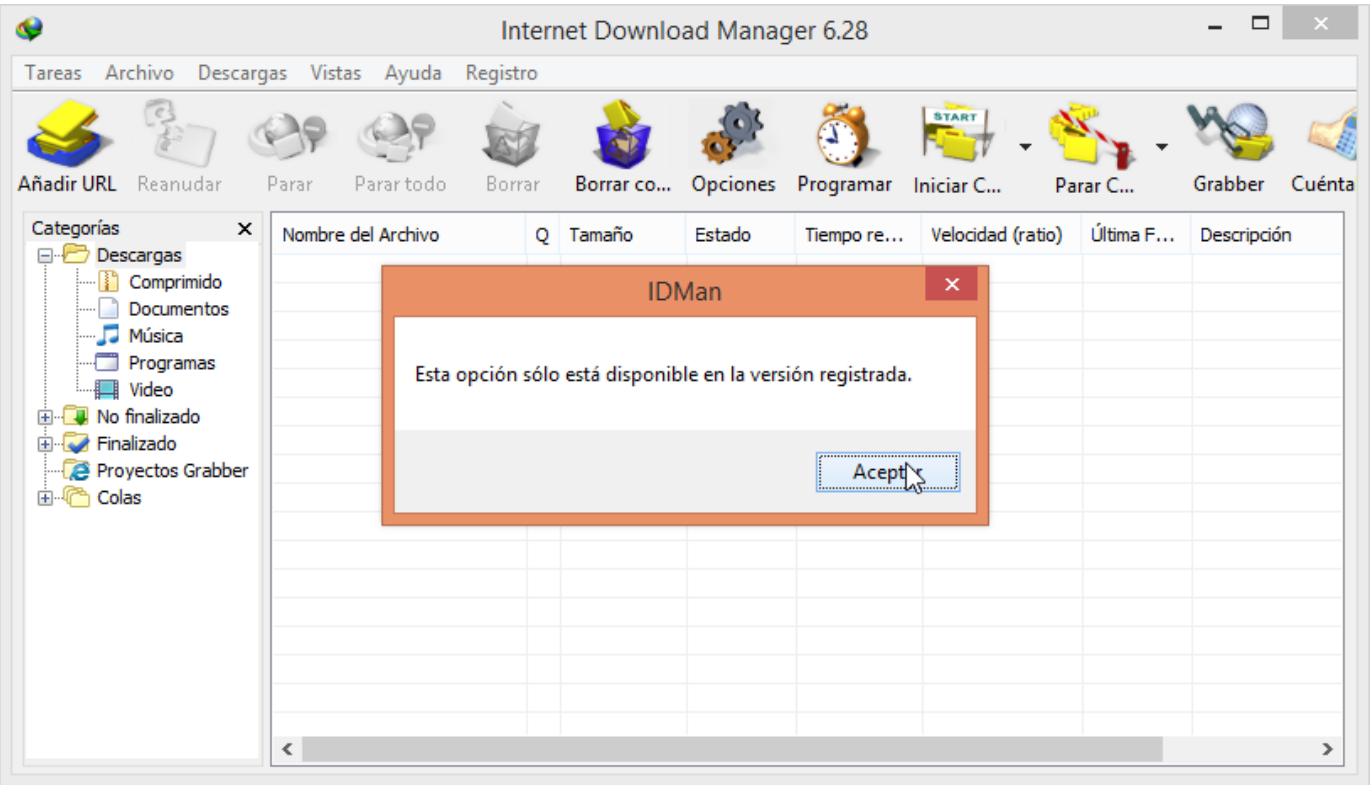 Internet Download Manager 6.28
Tareas Archivo Descargas Vistas Ayuda Registro
START
Añadir URL Reanudar Parar Parar todo Borrar Borrar co... Opciones Programar Iniciar C... Parar C... Grabber Cuénta
Categorías
Nombre del Archivo Q Tamaño Estado Tiempo re... Velocidad (ratio) Última F... Descripción
Descargas
Comprimido
Documentos
Música
Programas
Video
No finalizado
Finalizado
Proyectos Grabber
Colas
IDMan
Esta opción sólo está disponible en la versión registrada.
Aceptar